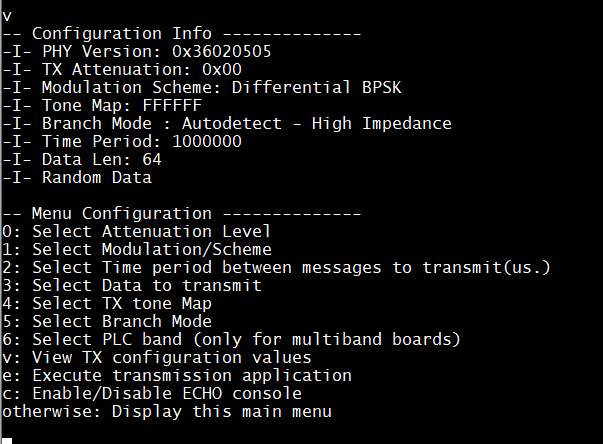 v
-- Configuration Info --------------
-I- PHY Version: 0x36020505
-I- TX Attenuation: 0x00
-I- Modulation Scheme: Differential BPSK
-I- Tone Map: FFFFFF
-I- Branch Mode : Autodetect - High Impedance
-I- Time Period: 1000000
-I- Data Len: 64
-I- Random Data
-- Menu Configuration --------------
0: Select Attenuation Level
1: Select Modulation/Scheme
2: Select Time period between messages to transmit(us.)
3: Select Data to transmit
4: Select TX tone Map
5: Select Branch Mode
6: Select PLC band (only for multiband boards)
v: View TX configuration values
e: Execute transmission application
c: Enable/Disable ECHO console
otherwise: Display this main menu